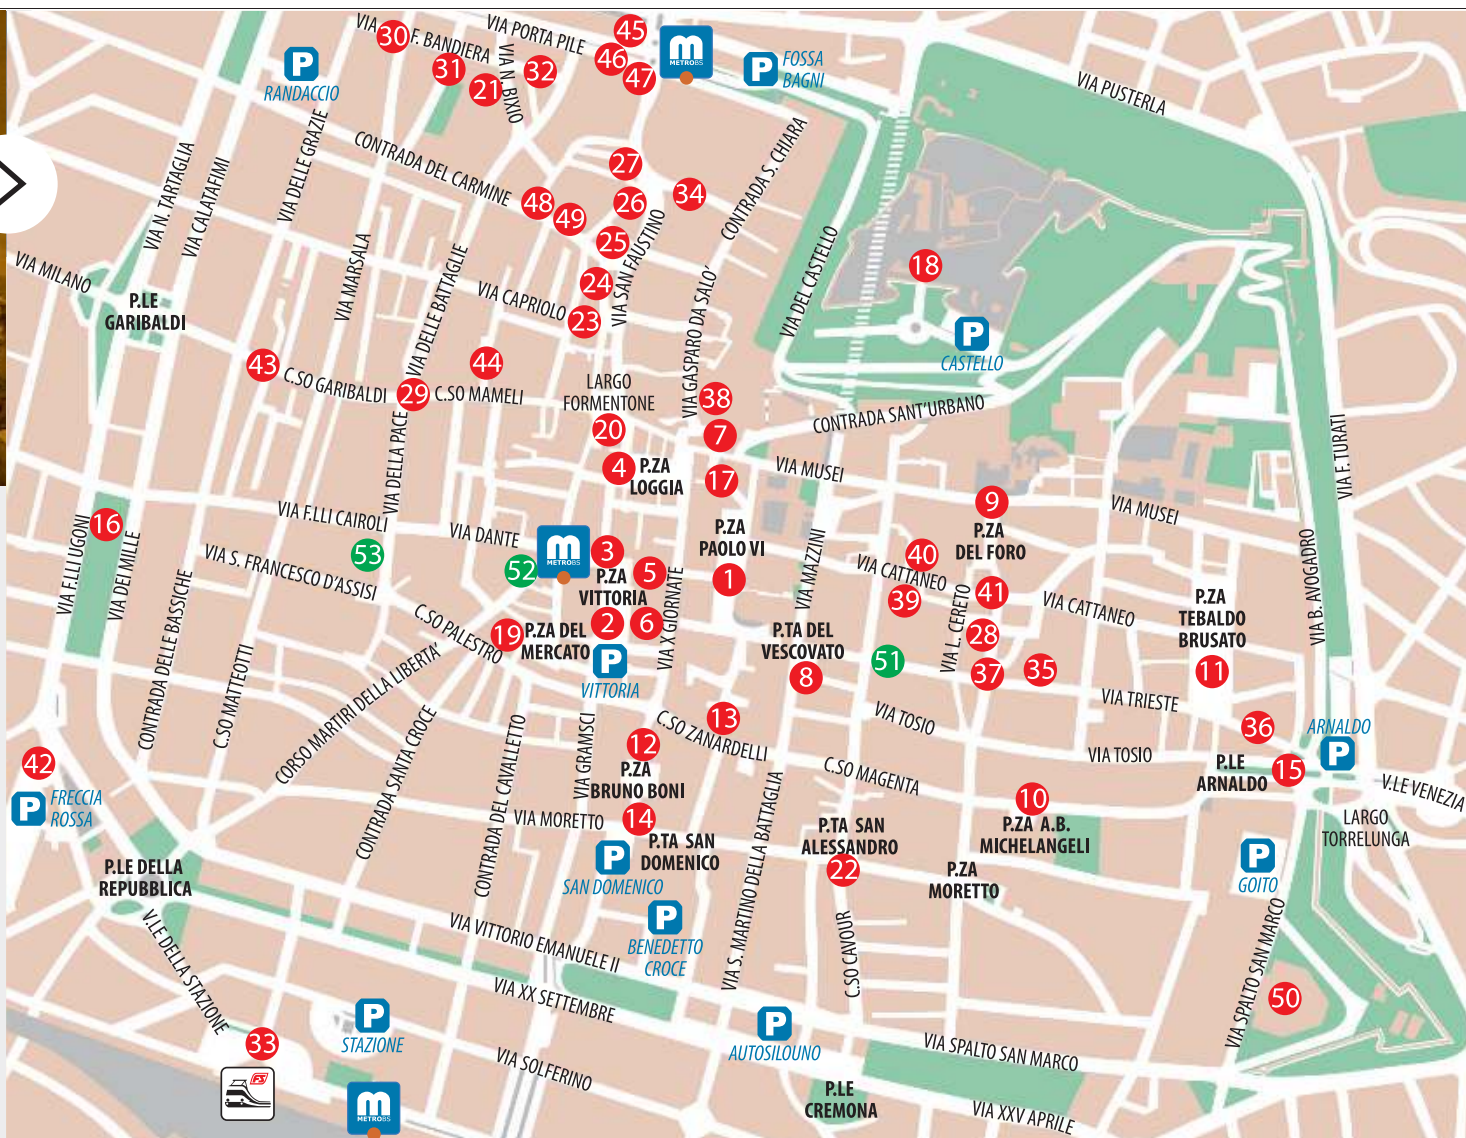 45
VIA PORTA PILE
VIA F. BANDIERA
30
46
47
m
METROBS
P
FOSSA
BAGNI
P
RANDACCIO
31
21
32
VIA N. BIXIO
VIA PUSTERLA
VIA DELLE GRAZIE
CONTRADA DEL CARMINE
27
34
CONTRADA S. CHIARA
VIA N. TARTAGLIA
VIA CALATAFIMI
48
49
26
25
VIA SAN FAUSTINO
VIA MILANO
VIA MARSALA
VIA DELLE BATTAGLIE
24
18
VIA DEL CASTELLO
P.LE
GARIBALDI
VIA CAPRIOLO
23
VIA GASPARO DA SALO'
P
CASTELLO
43
C.SO GARIBALDI
44
29
C.SO MAMELI
LARGO
FORMENTONE
38
CONTRADA SANT'URBANO
20
7
VIA F. TURATI
VIA DELLA PACE
4
P.ZA
LOGGIA
17
VIA MUSEI
9
VIA MUSEI
VIA F.LLI UGONI
16
VIA DEI MILLE
VIA F.LLI CAIROLI
VIA DANTE
m
METROBS
3
P.ZA
PAOLO VI
P.ZA
DEL FORO
VIA S. FRANCESCO D'ASSISI
53
52
5
P.ZA
VITTORIA
1
VIA MAZZINI
40
VIA CATTANEO
39
41
VIA CATTANEO
P.ZA
TEBALDO
BRUSATO
VIA B. AVOGADRO
CONTRADA DELLE BASSICHE
C.SO MATTEOTTI
C.SO PALESTRO
19
P.ZA DEL
MERCATO
2
6
VIA X GIORNATE
P.TA DEL
VESCOVATO
8
51
VIA L. CERETO
28
37
35
11
P
VITTORIA
CORSO MARTIRI DELLA LIBERTA'
CONTRADA SANTA CROCE
VIA TRIESTE
13
C.SO ZANARDELLI
VIA TOSIO
36
ARNALDO
P
CONTRADA DEL CAVALLETTO
VIA GRAMSCI
12
P.ZA
BRUNO BONI
VIA TOSIO
P.LE
ARNALDO
15
V.LE VENEZIA
42
P
FRECCIA
ROSSA
C.SO MAGENTA
10
P.ZA A.B.
MICHELANGELI
VIA MORETTO
14
P.TA SAN
DOMENICO
P.TA SAN
ALESSANDRO
22
LARGO
TORRELUNGA
P
SAN DOMENICO
P.ZA
MORETTO
P
GOITO
P.LE DELLA
REPUBBLICA
VIA S. MARTINO DELLA BATTAGLIA
V.LE DELLA STAZIONE
VIA VITTORIO EMANUELE II
P
BENEDETTO
CROCE
C.SO CAVOUR
VIA SPALTO SAN MARCO
50
VIA XX SETTEMBRE
33
P
STAZIONE
P
AUTOSILOUNO
VIA SPALTO SAN MARCO
FS
m
METROBS
VIA SOLFERINO
P.LE
CREMONA
VIA XXV APRILE